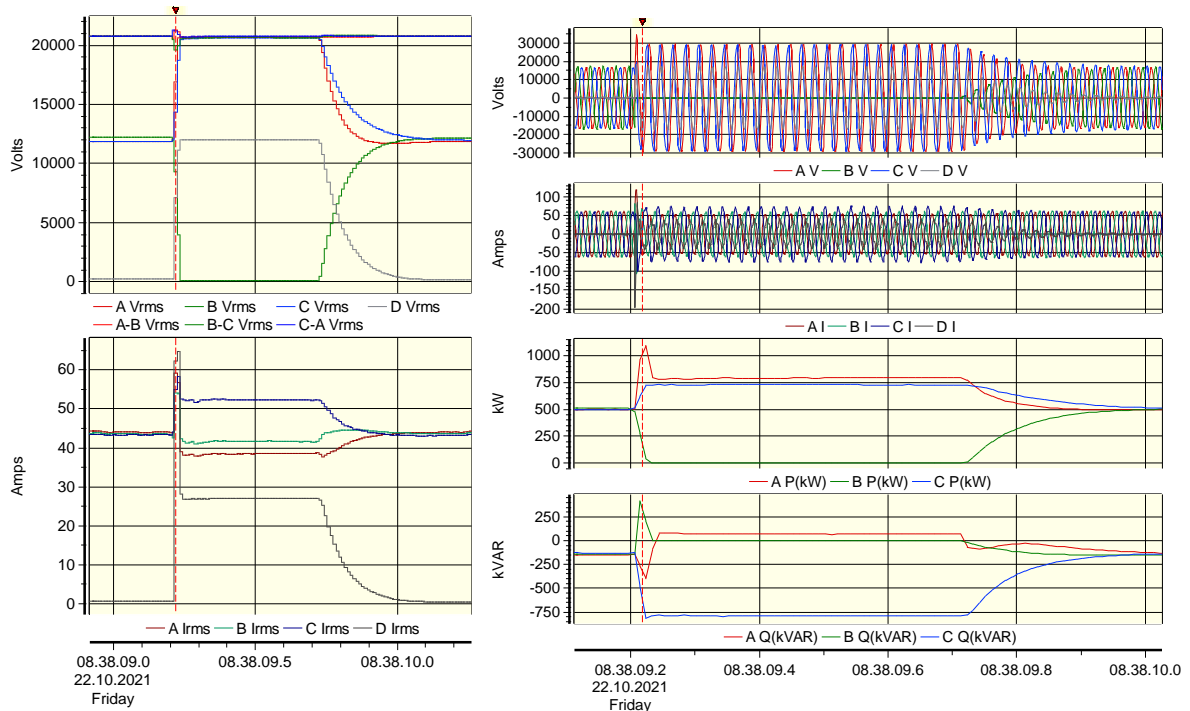 20000
15000
10000
5000
0
Volts
A Vrms B Vrms C Vrms D Vrms
A-B Vrms B-C Vrms C-A Vrms
60
50
40
30
20
10
0
Amps
A Irms B Irms C Irms D Irms
08.38.09.0 08.38.09.5 08.38.10.0
22.10.2021
Friday
30000
20000
10000
0
-10000
-20000
-30000
Volts
A V B V C V D V
100
50
0
-50
-100
-150
-200
Amps
A I B I C I D I
1000
750
500
250
0
kW
A P(kW) B P(kW) C P(kW)
250
0
-250
-500
-750
kVAR
A Q(kVAR) B Q(kVAR) C Q(kVAR)
08.38.09.2 08.38.09.4 08.38.09.6 08.38.09.8 08.38.10.0
22.10.2021
Friday